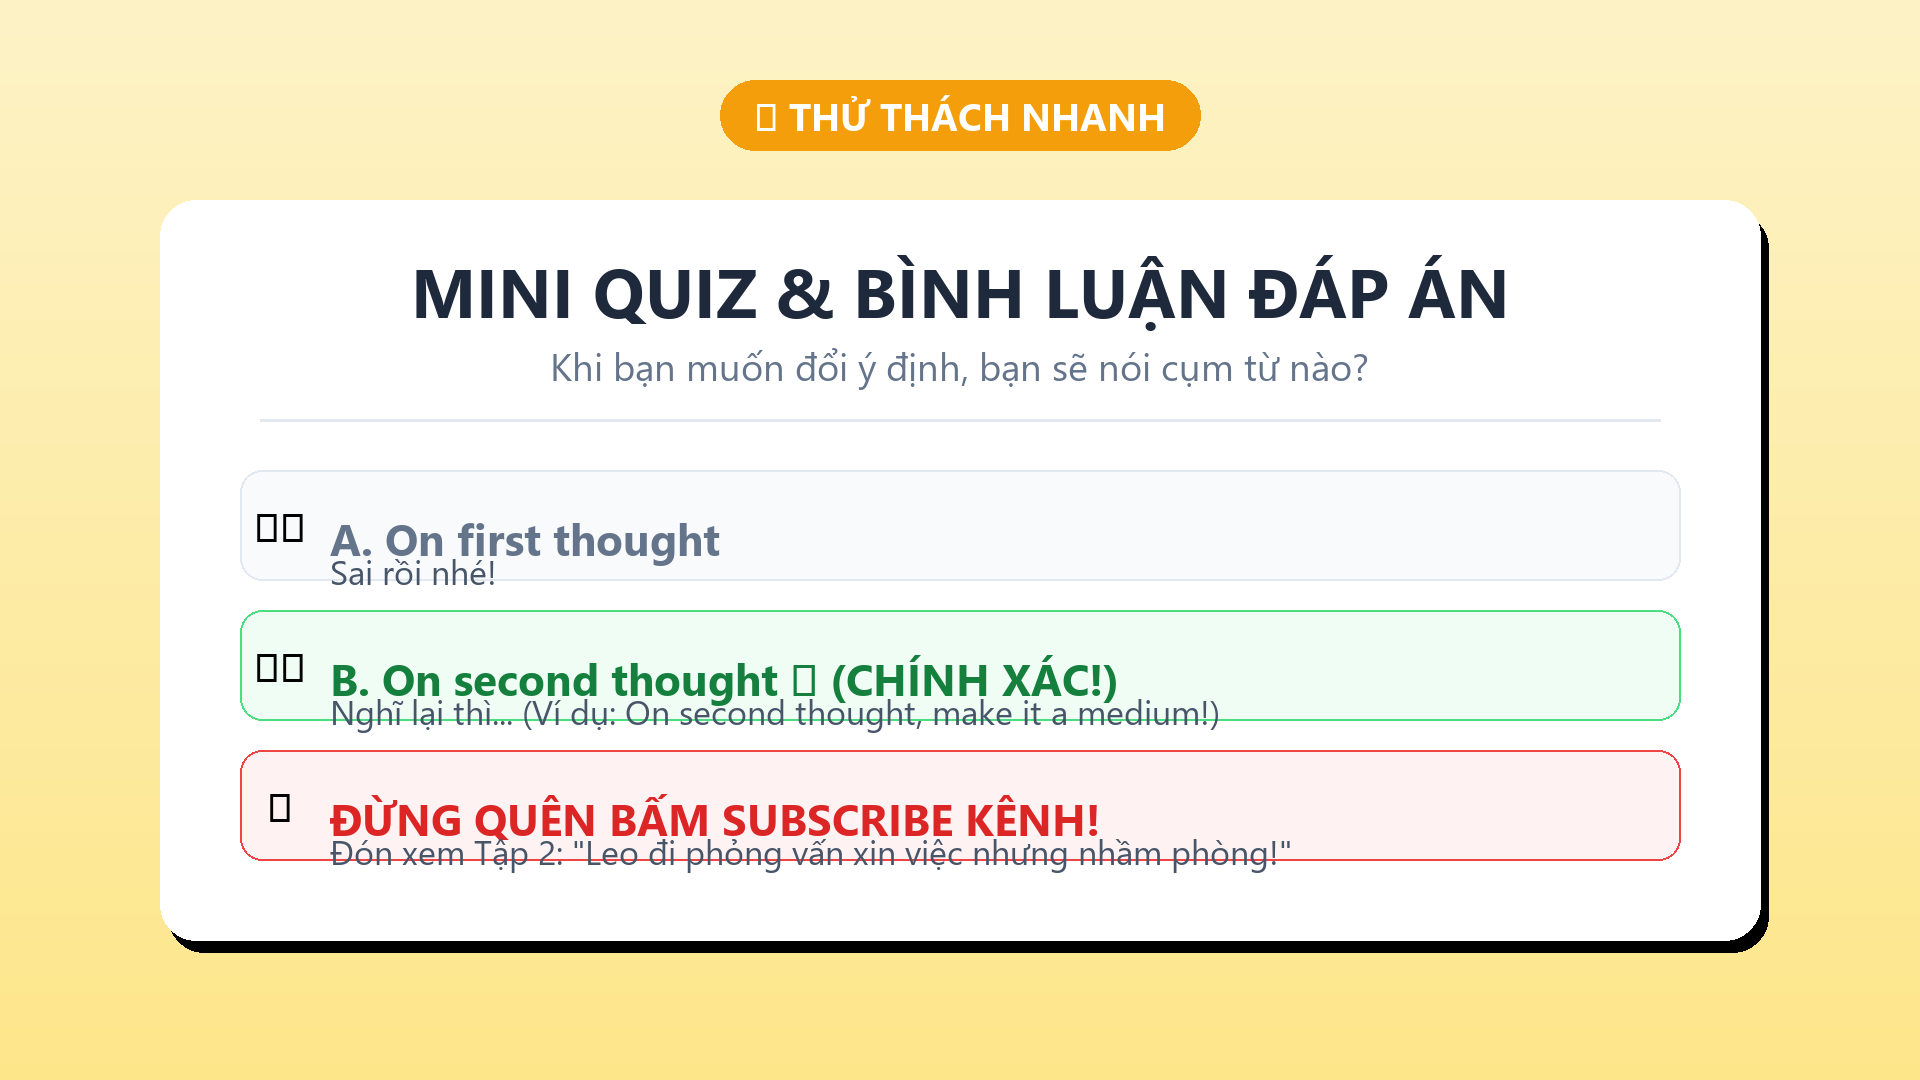 THỬ THÁCH NHANH
MINI QUIZ & BÌNH LUẬN ĐÁP ÁN
Khi bạn muốn đổi ý định, bạn sẽ nói cụm từ nào?
A. On first thought
Sai rồi nhé!
B. On second thought (CHÍNH XÁC!)
Nghĩ lại thì... (Ví dụ: On second thought, make it a medium!)
ĐỪNG QUÊN BẤM SUBSCRIBE KÊNH!
Đón xem Tập 2: "Leo đi phỏng vấn xin việc nhưng nhầm phòng!"